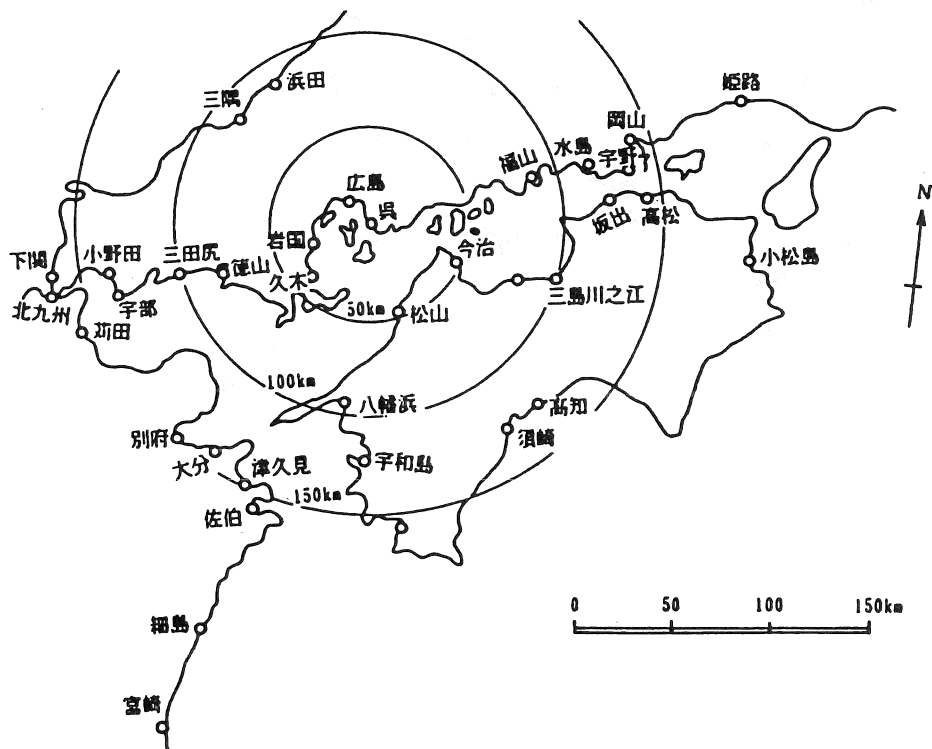 浜田
三隅
姫路
岡山
水島
宇野
福山
広島
呉
坂出
高松
岩国
今治
小松島
下関
小野田
三田尻
徳山
久木
三島川之江
北九州
宇部
50km
松山
苅田
100km
八幡浜
高知
須崎
別府
大分
津久見
宇和島
150km
佐伯
細島
宮崎
N
0 50 100 150km